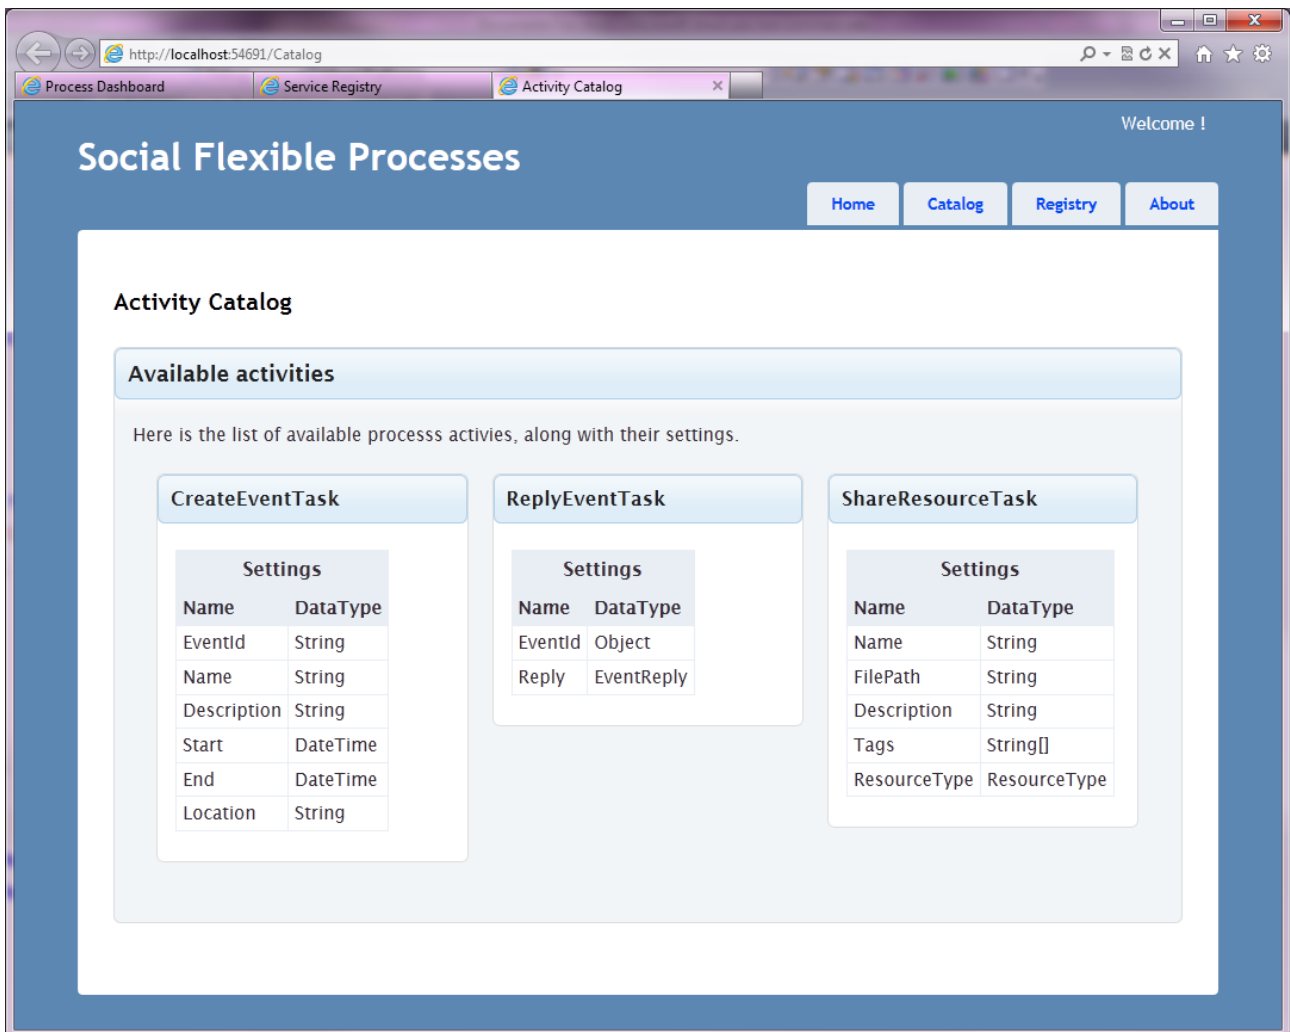 http://localhost:54691/Catalog
Process Dashboard
Service Registry
Activity Catalog
Welcome !
Social Flexible Processes
Home
Catalog
Registry
About
Activity Catalog
Available activities
Here is the list of available processs activies, along with their settings.
CreateEventTask
Settings
Name DataType
EventId String
Name String
Description String
Start DateTime
End DateTime
Location String
ReplyEventTask
Settings
Name DataType
EventId Object
Reply EventReply
ShareResourceTask
Settings
Name DataType
Name String
FilePath String
Description String
Tags String[]
ResourceType ResourceType